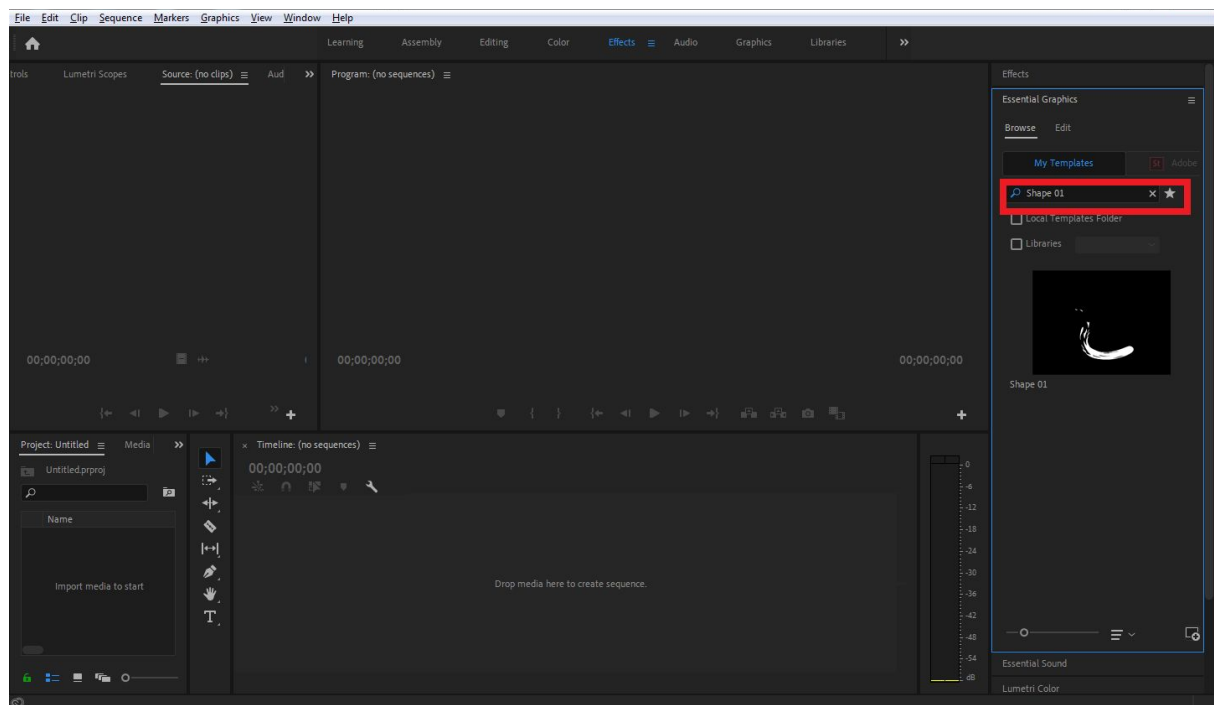 File Edit Clip Sequence Markers Graphics View Window Help
Learning Assembly Editing Color Effects Audio Graphics Libraries
trols Lumetri Scopes Source: (no clips) Aud
Program: (no sequences)
Effects
Essential Graphics
Browse Edit
My Templates St Adobe
Shape 01
Local Templates Folder
Libraries
Shape 01
00;00;00;00
00;00;00;00 00;00;00;00
Project: Untitled Media
Untitled.prproj
Name
Import media to start
× Timeline: (no sequences)
00;00;00;00
Drop media here to create sequence.
T
0
-6
-12
-18
-24
-30
-36
-42
-48
-54
dB
Essential Sound
Lumetri Color